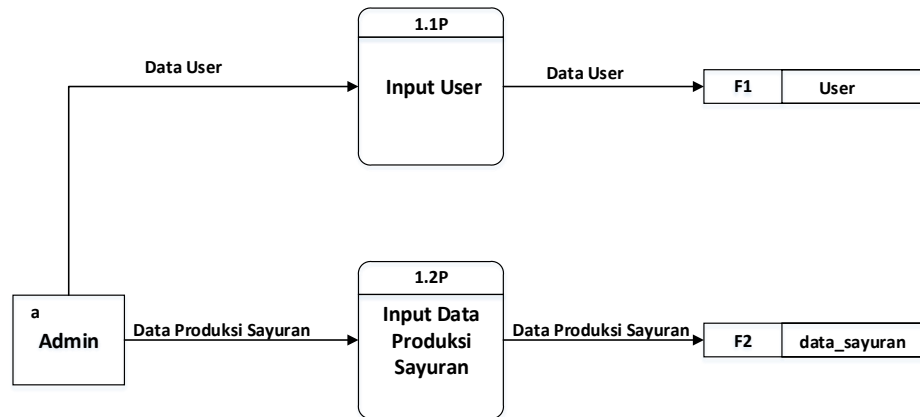 1.1P
Data User
Input User
Data User
F1
User
1.2P
a
Admin
Data Produksi Sayuran
Input Data
Produksi
Sayuran
Data Produksi Sayuran
F2
data_sayuran